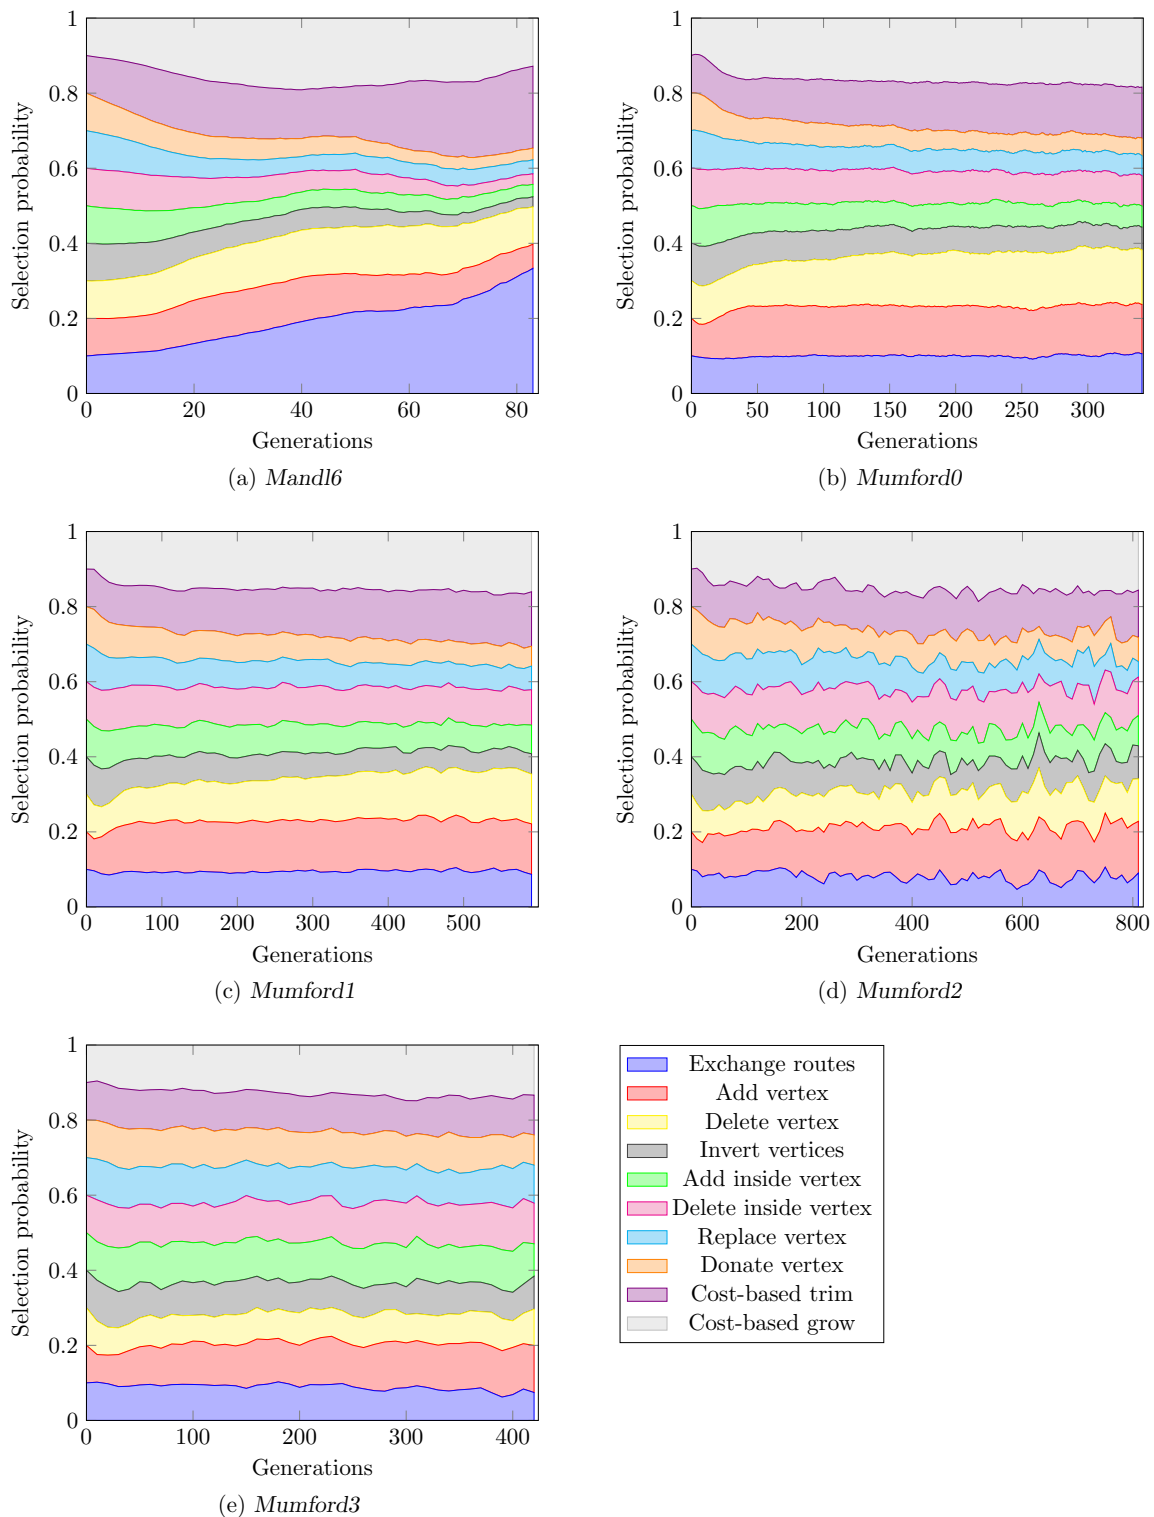 1
0.8
0.6
0.4
0.2
0
0 20 40 60 80
Selection probability
Generations
(a) Mandl6
1
0.8
0.6
0.4
0.2
0
0 50 100 150 200 250 300
Selection probability
Generations
(b) Mumford0
1
0.8
0.6
0.4
0.2
0
0 100 200 300 400 500
Selection probability
Generations
(c) Mumford1
1
0.8
0.6
0.4
0.2
0
0 200 400 600 800
Selection probability
Generations
(d) Mumford2
1
0.8
0.6
0.4
0.2
0
0 100 200 300 400
Selection probability
Generations
(e) Mumford3
Exchange routes
Add vertex
Delete vertex
Invert vertices
Add inside vertex
Delete inside vertex
Replace vertex
Donate vertex
Cost-based trim
Cost-based grow